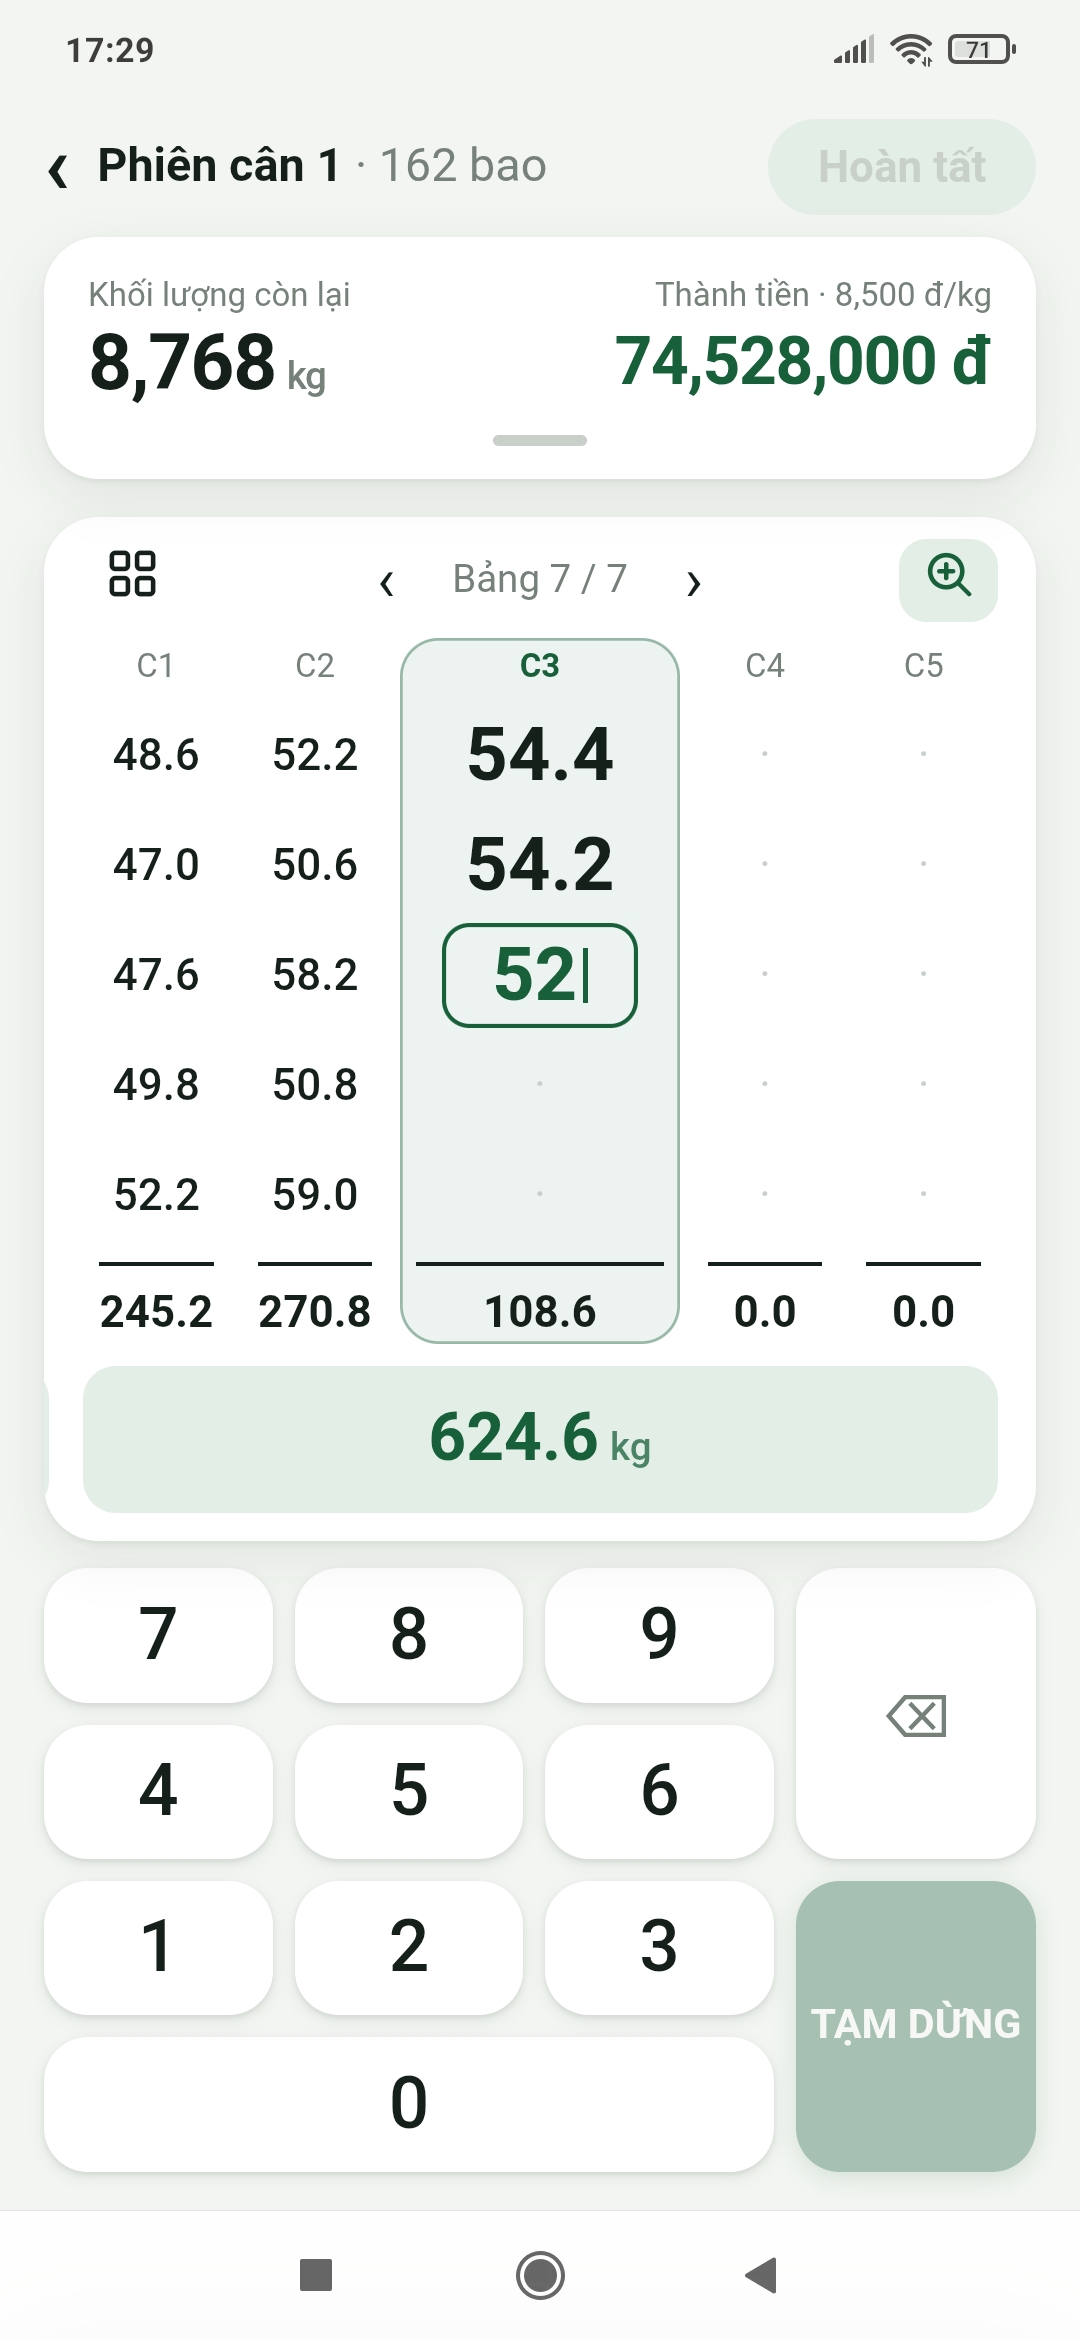 17:29
71
Phiên cân 1 · 162 bao
Hoàn tất
Khối lượng còn lại
Thành tiền · 8,500 đ/kg
8,768 kg
74,528,000 đ
Bảng 7 / 7
C1 C2 C3 C4 C5
48.6 52.2 54.4 · ·
47.0 50.6 54.2 · ·
47.6 58.2 52 · ·
49.8 50.8 · · ·
52.2 59.0 · · ·
245.2 270.8 108.6 0.0 0.0
624.6 kg
7 8 9
4 5 6
1 2 3
TẠM DỪNG
0